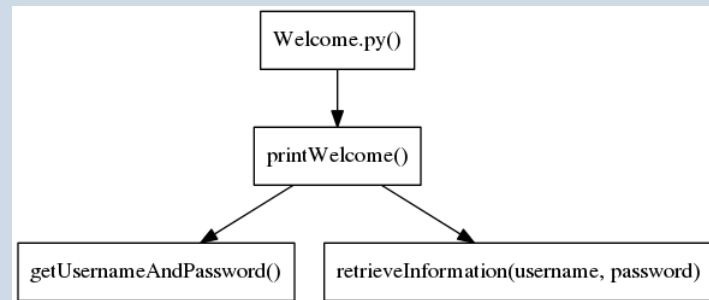 Welcome.py()
printWelcome()
getUsernameAndPassword()
retrieveInformation(username, password)